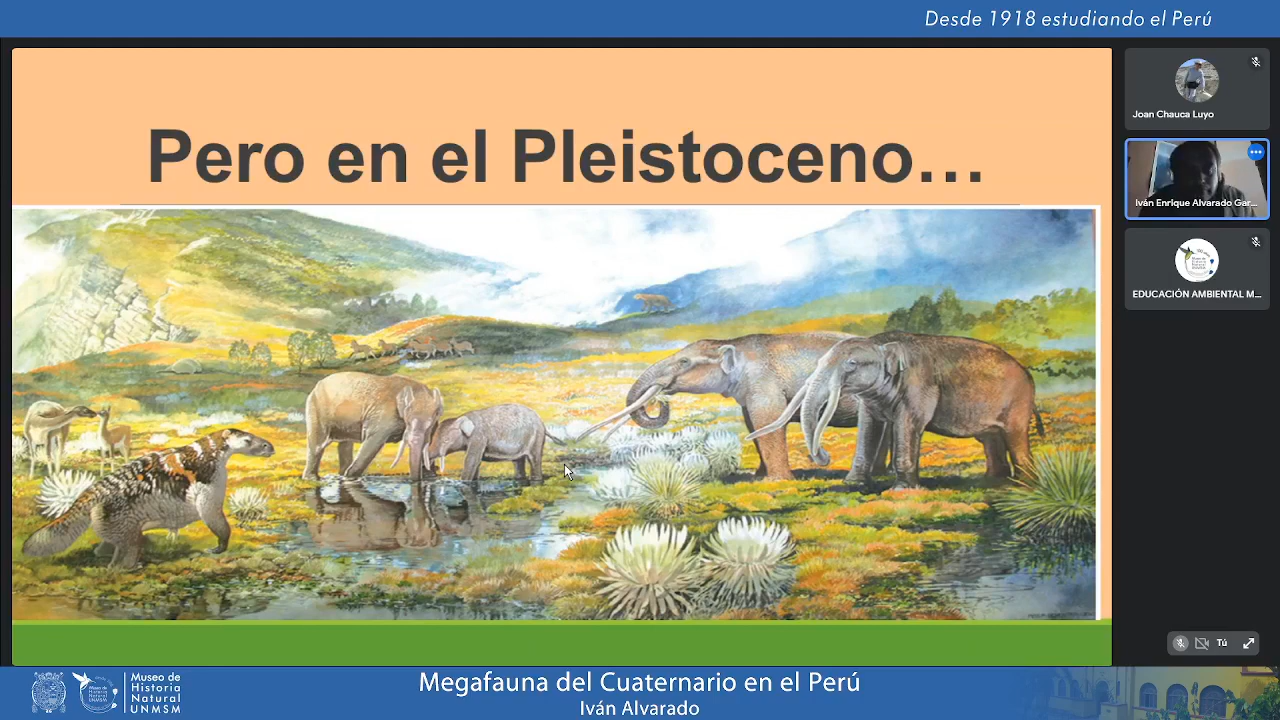 Desde 1918 estudiando el Perú
Pero en el Pleistoceno...
Joan Chauca Luyo
Iván Enrique Alvarado Gar...
EDUCACIÓN AMBIENTAL M...
Tú
Museo de
Historia
Natural
UNMSM
Megafauna del Cuaternario en el Perú
Iván Alvarado